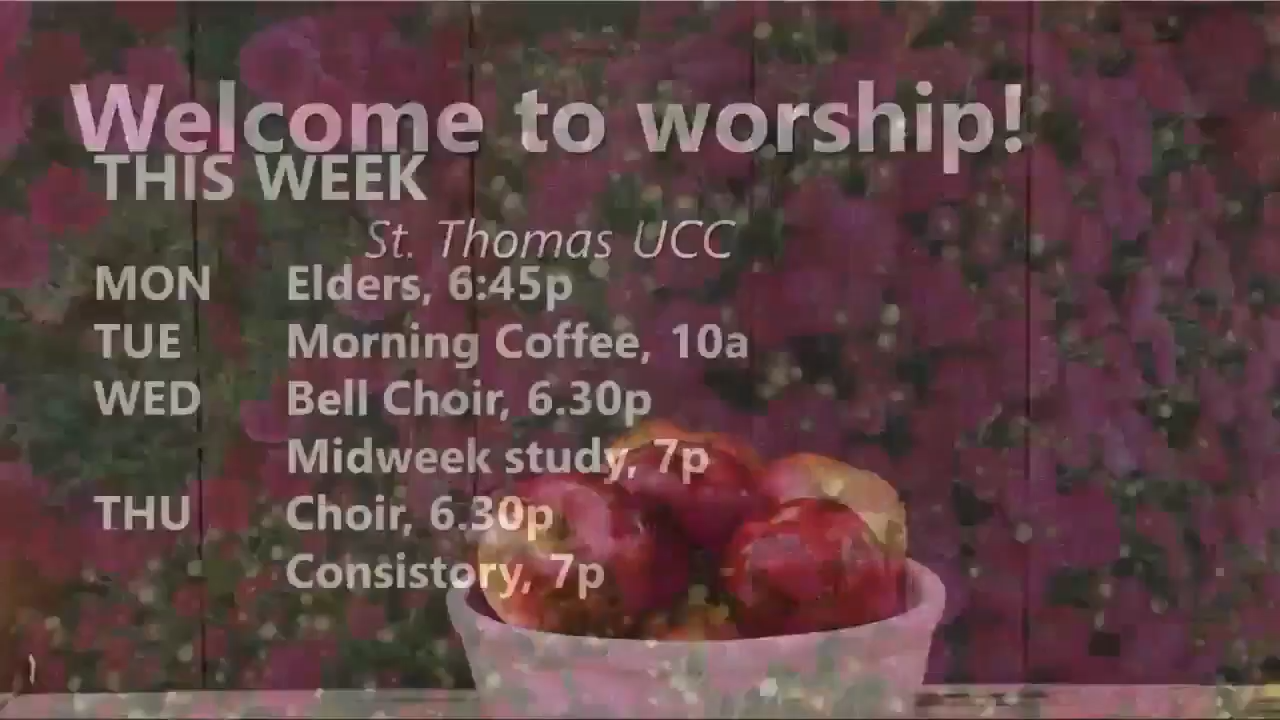 Welcome to worship!
THIS WEEK
St. Thomas UCC
MON Elders, 6:45p
TUE Morning Coffee, 10a
WED Bell Choir, 6.30p
Midweek study, 7p
THU Choir, 6.30p
Consistory, 7p